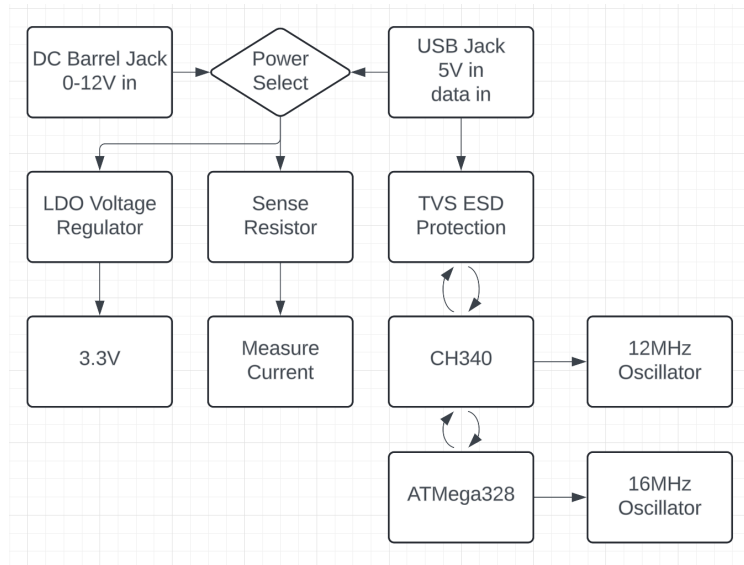 DC Barrel Jack
0-12V in
Power
Select
USB Jack
5V in
data in
LDO Voltage
Regulator
Sense
Resistor
TVS ESD
Protection
3.3V
Measure
Current
CH340
12MHz
Oscillator
ATMega328
16MHz
Oscillator